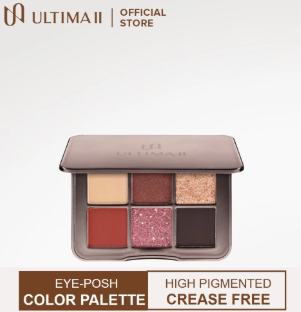 ULTIMA II
OFFICIAL
STORE
ULTIMA II
EYE-POSH
COLOR PALETTE
HIGH PIGMENTED
CREASE FREE